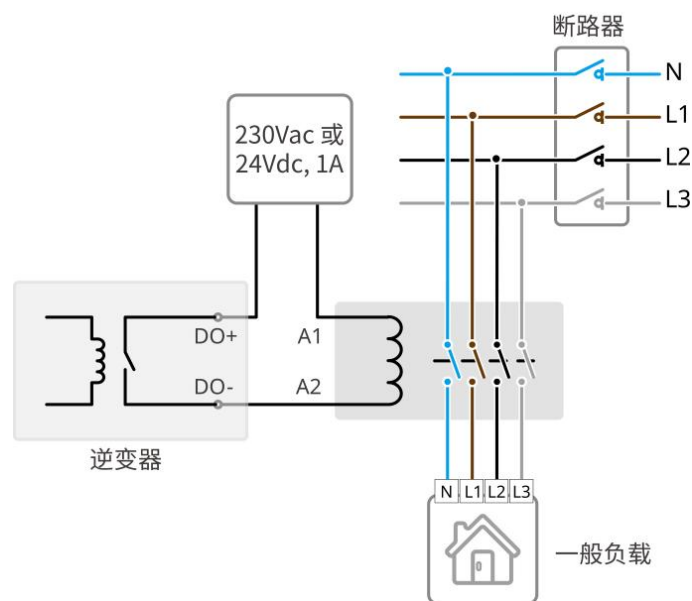 断路器
N
L1
L2
L3
230Vac 或
24Vdc, 1A
DO+
A1
DO-
A2
逆变器
N L1 L2 L3
一般负载